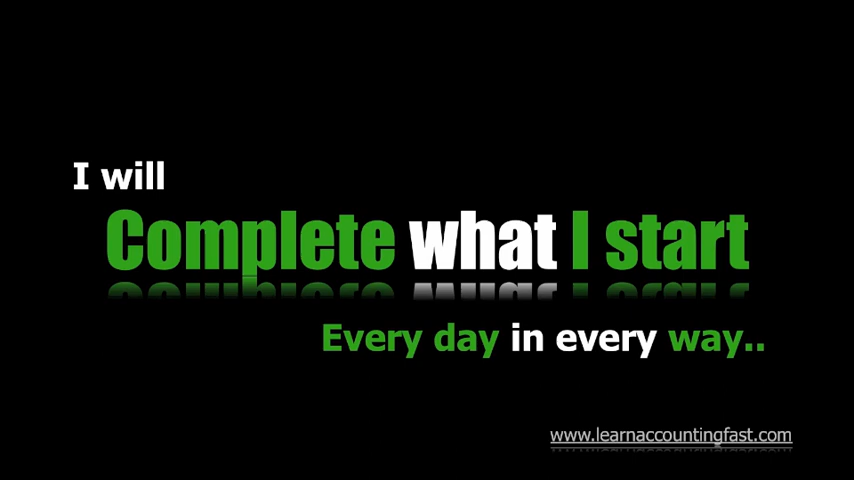 I will
Complete what I start
Every day in every way..
www.learnaccountingfast.com